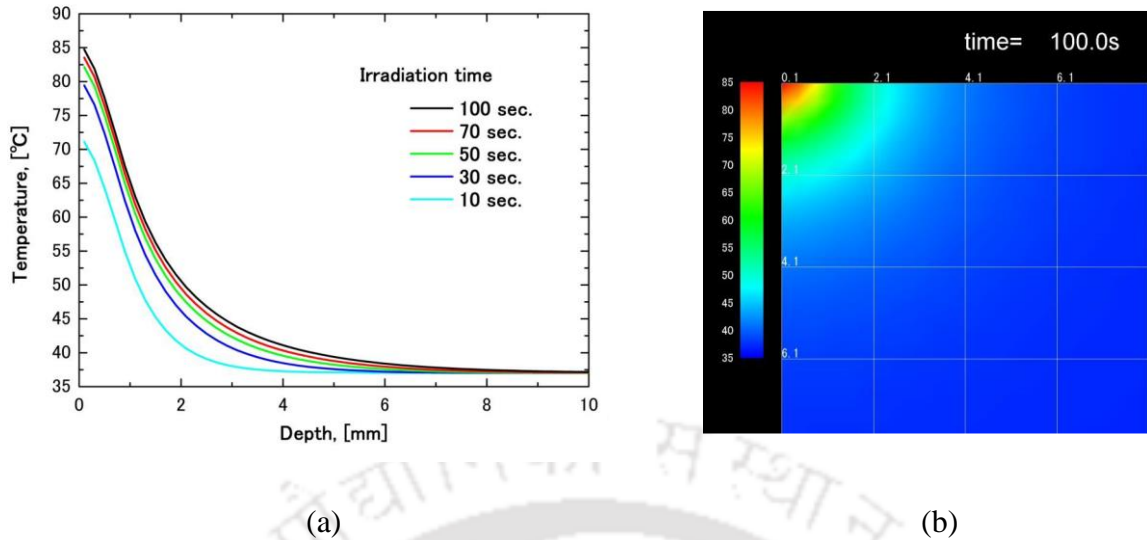 90
85
80
75
70
65
60
55
50
45
40
35
0 2 4 6 8 10
Temperature, [℃]
Depth, [mm]
Irradiation time
100 sec.
70 sec.
50 sec.
30 sec.
10 sec.
(a)
time= 100.0s
0.1 2.1 4.1 6.1
2.1
4.1
6.1
85
80
75
70
65
60
55
50
45
40
35
(b)